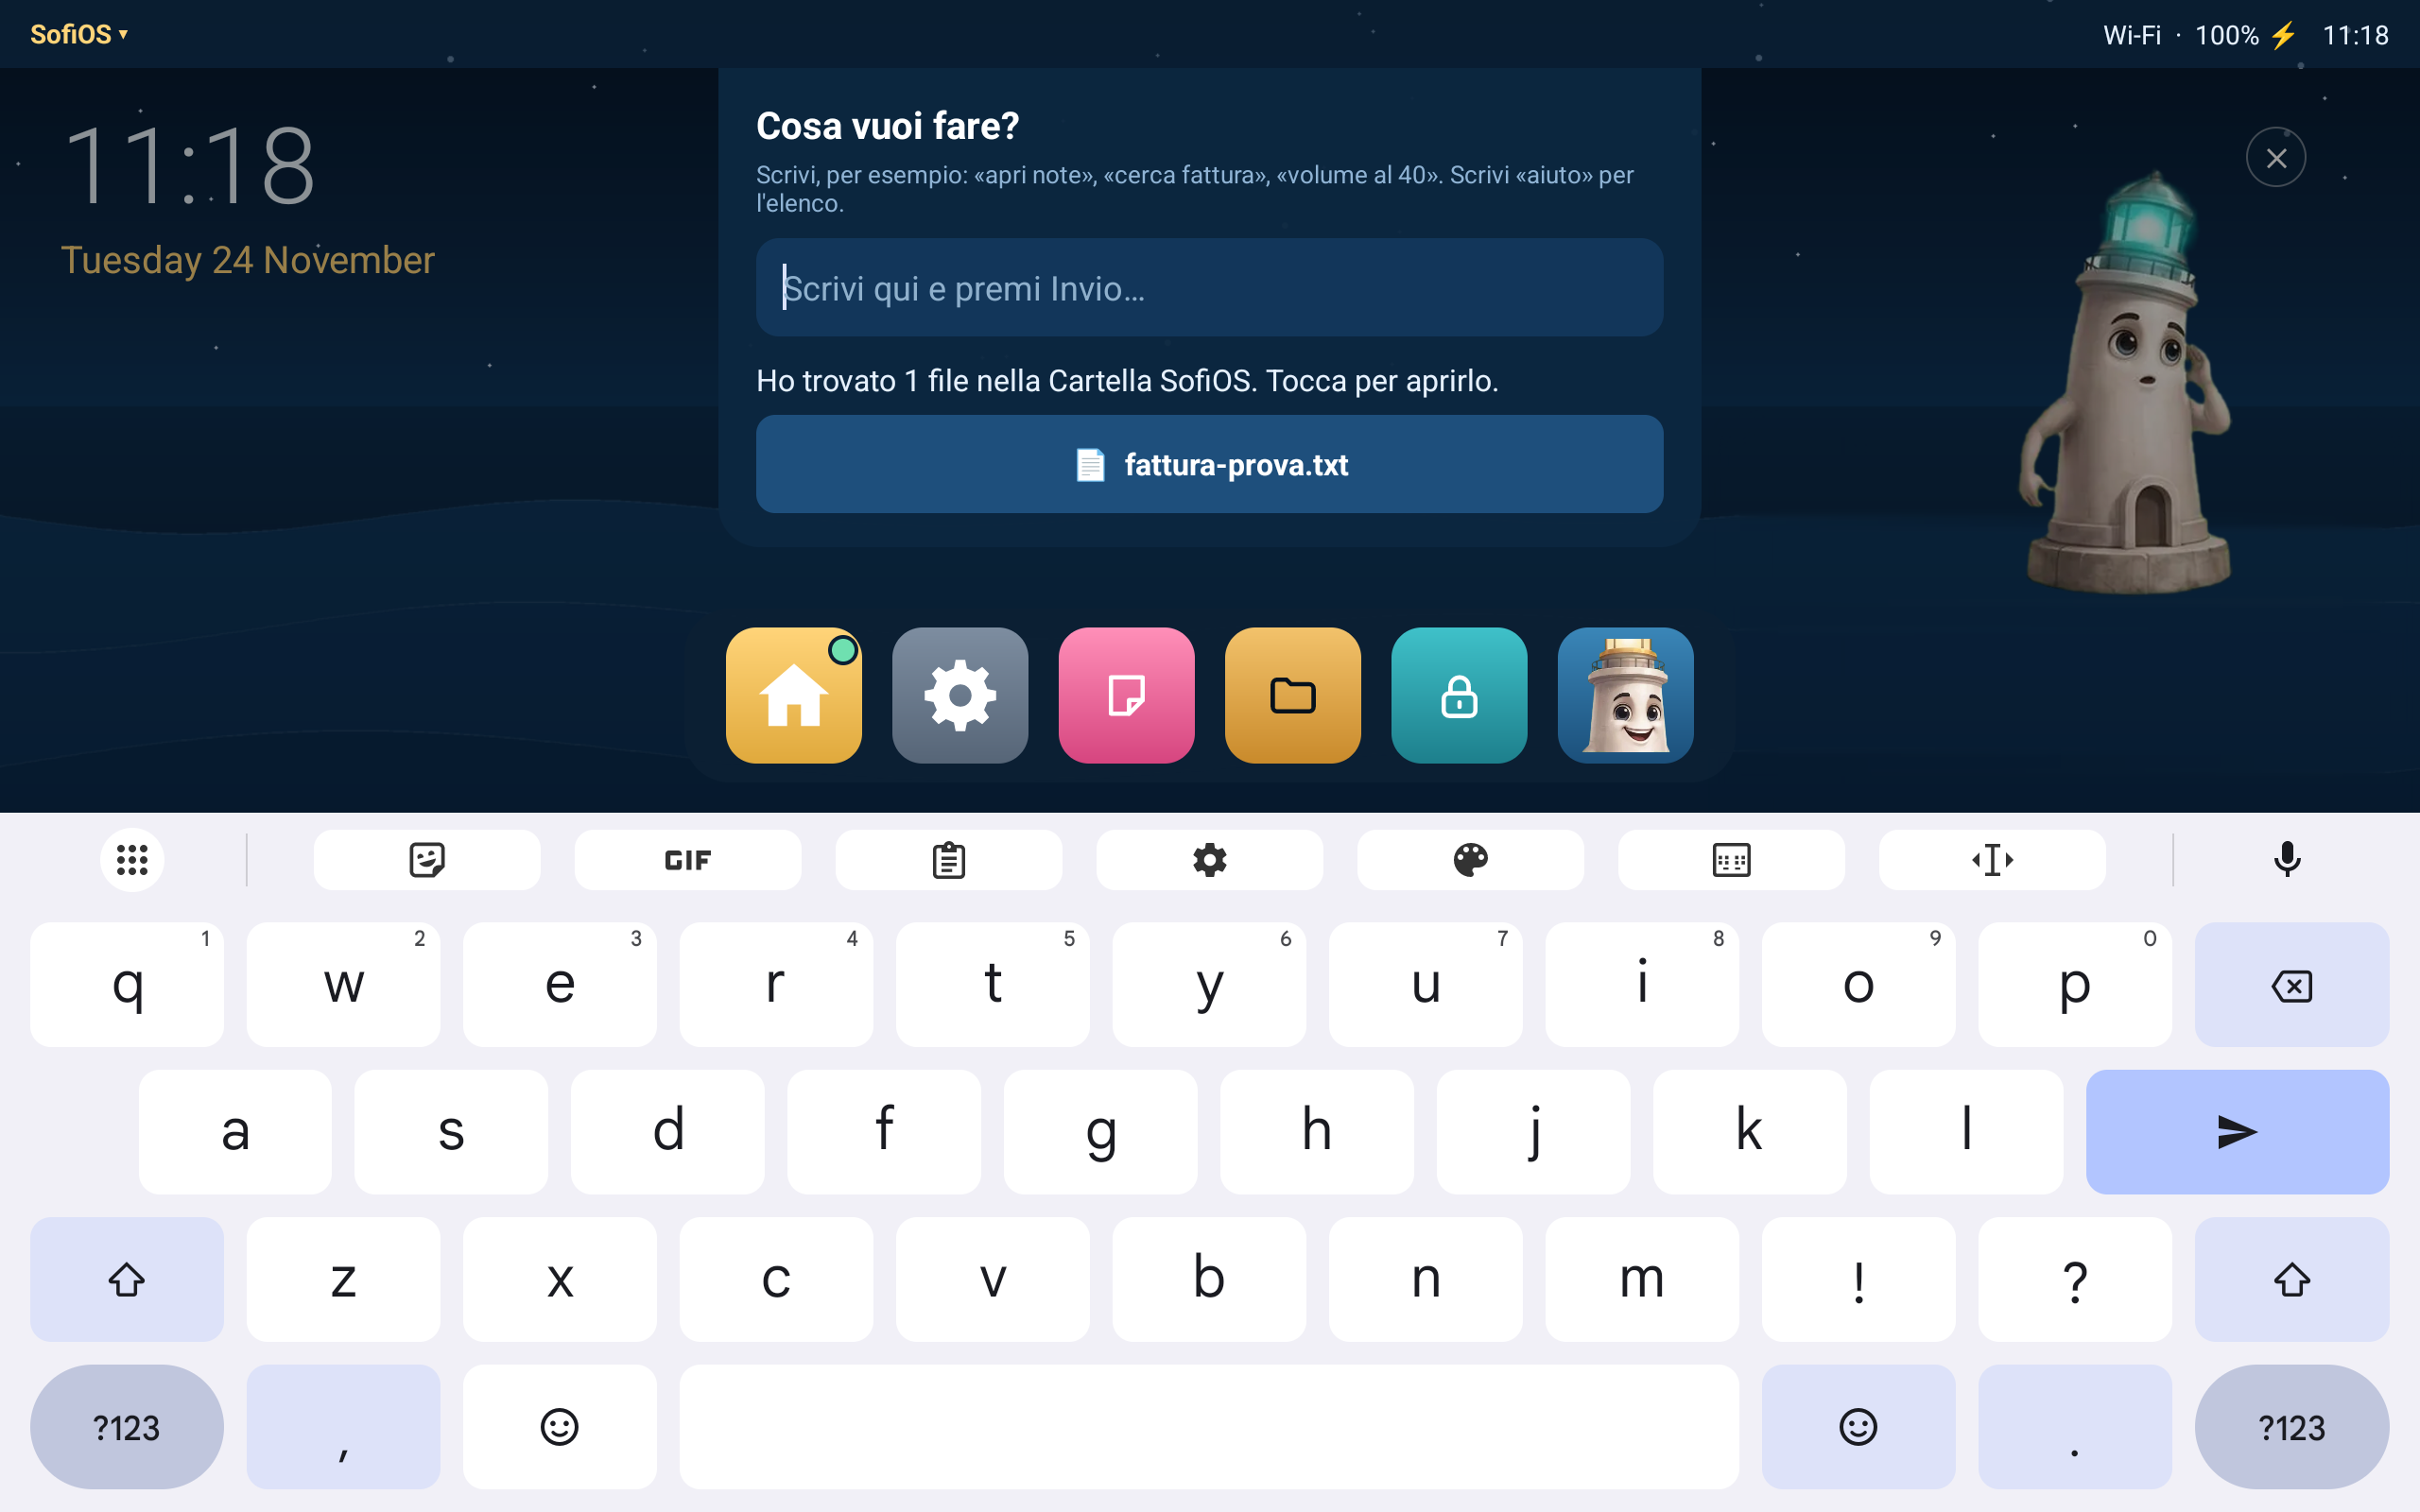 SofiOS ▾
Wi-Fi · 100% ⚡ 11:18
11:18
Tuesday 24 November
Cosa vuoi fare?
Scrivi, per esempio: «apri note», «cerca fattura», «volume al 40». Scrivi «aiuto» per
l'elenco.
Scrivi qui e premi Invio…
Ho trovato 1 file nella Cartella SofiOS. Tocca per aprirlo.
fattura-prova.txt
GIF
q 1 w 2 e 3 r 4 t 5 y 6 u 7 i 8 o 9 p 0
a s d f g h j k l
z x c v b n m ! ?
?123 , . ?123